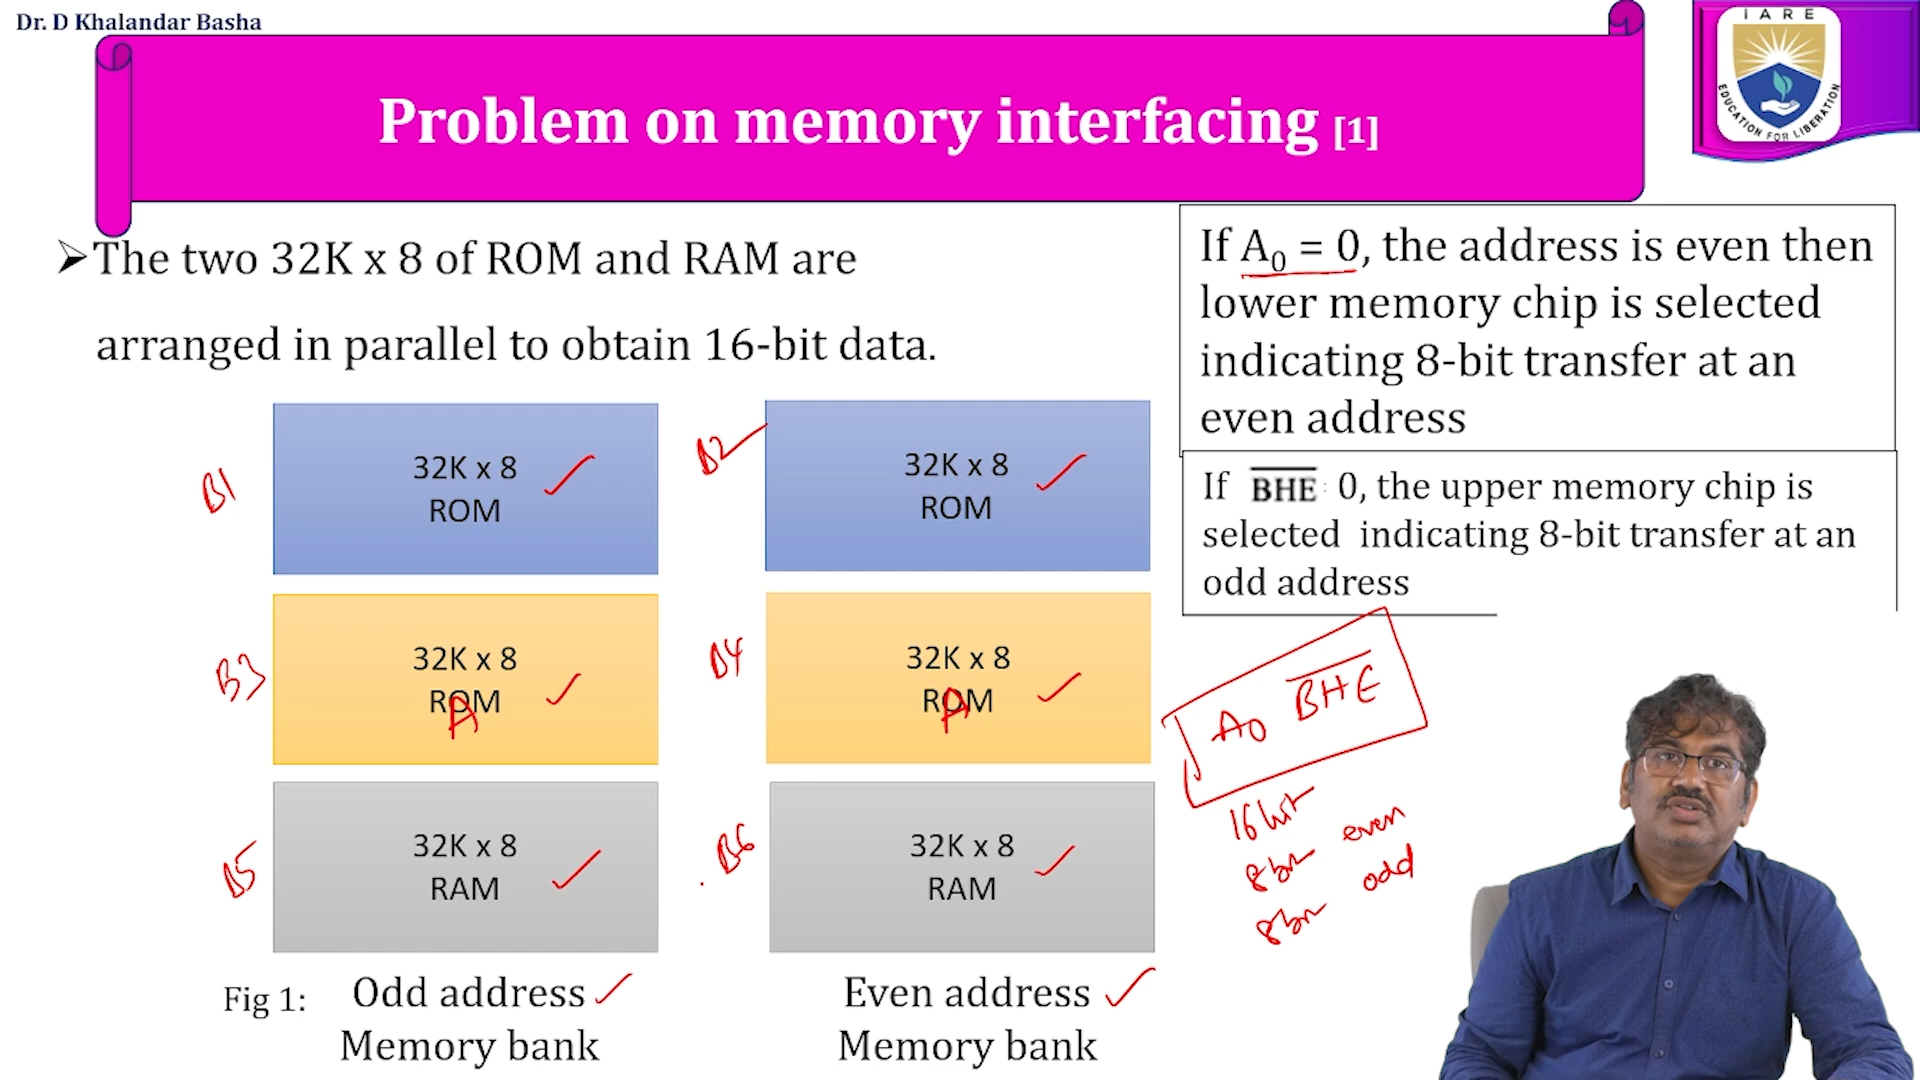 Dr. D Khalandar Basha
IARE
EDUCATION FOR LIBERATION
Problem on memory interfacing [1]
The two 32K x 8 of ROM and RAM are
arranged in parallel to obtain 16-bit data.
If A₀ = 0, the address is even then
lower memory chip is selected
indicating 8-bit transfer at an
even address
If BHE 0, the upper memory chip is
selected indicating 8-bit transfer at an
odd address
B1
32K x 8
ROM
B2
32K x 8
ROM
B3
32K x 8
ROM
A
B4
32K x 8
ROM
A
B5
32K x 8
RAM
B6
32K x 8
RAM
A0 BHE
16 bit
8bit even
8bit odd
Fig 1:
Odd address
Memory bank
Even address
Memory bank